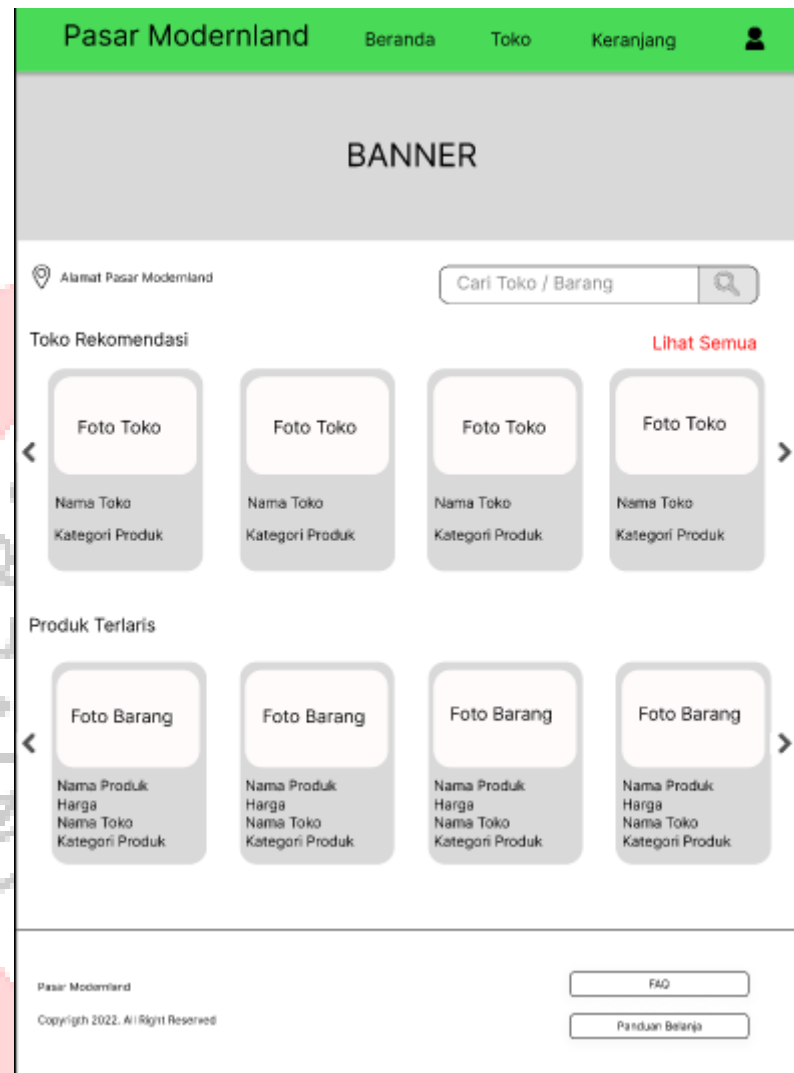 Pasar Modernland Beranda Toko Keranjang
BANNER
Alamat Pasar Modernland
Cari Toko / Barang
Toko Rekomendasi
Lihat Semua
Foto Toko Foto Toko Foto Toko Foto Toko
Nama Toko Nama Toko Nama Toko Nama Toko
Kategori Produk Kategori Produk Kategori Produk Kategori Produk
Produk Terlaris
Foto Barang Foto Barang Foto Barang Foto Barang
Nama Produk Nama Produk Nama Produk Nama Produk
Harga Harga Harga Harga
Nama Toko Nama Toko Nama Toko Nama Toko
Kategori Produk Kategori Produk Kategori Produk Kategori Produk
Pasar Modernland
FAQ
Copyrigth 2022. All Right Reserved
Panduan Belanja